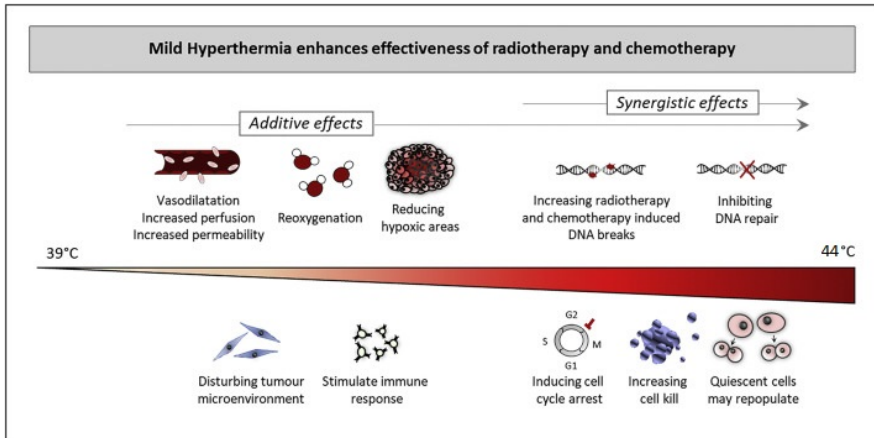 Mild Hyperthermia enhances effectiveness of radiotherapy and chemotherapy
Synergistic effects
Additive effects
Vasodilatation
Increased perfusion
Increased permeability
Reoxygenation
Reducing
hypoxic areas
Increasing radiotherapy
and chemotherapy induced
DNA breaks
Inhibiting
DNA repair
39°C
44°C
Disturbing tumour
microenvironment
Stimulate immune
response
G2
S
M
G1
Inducing cell
cycle arrest
Increasing
cell kill
Quiescent cells
may repopulate